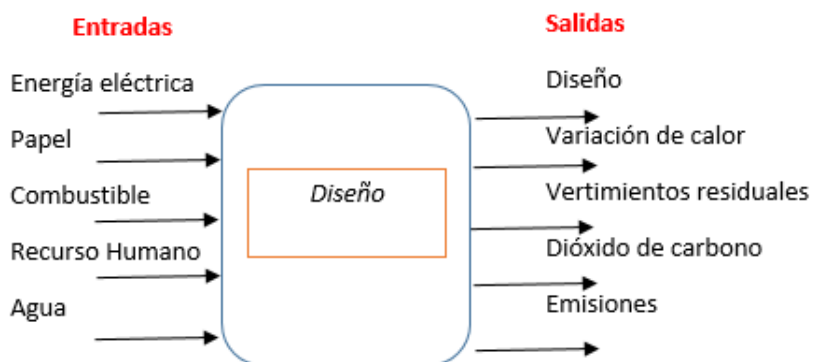 Entradas
Salidas
Energía eléctrica
Papel
Combustible
Recurso Humano
Agua
Diseño
Diseño
Variación de calor
Vertimientos residuales
Dióxido de carbono
Emisiones